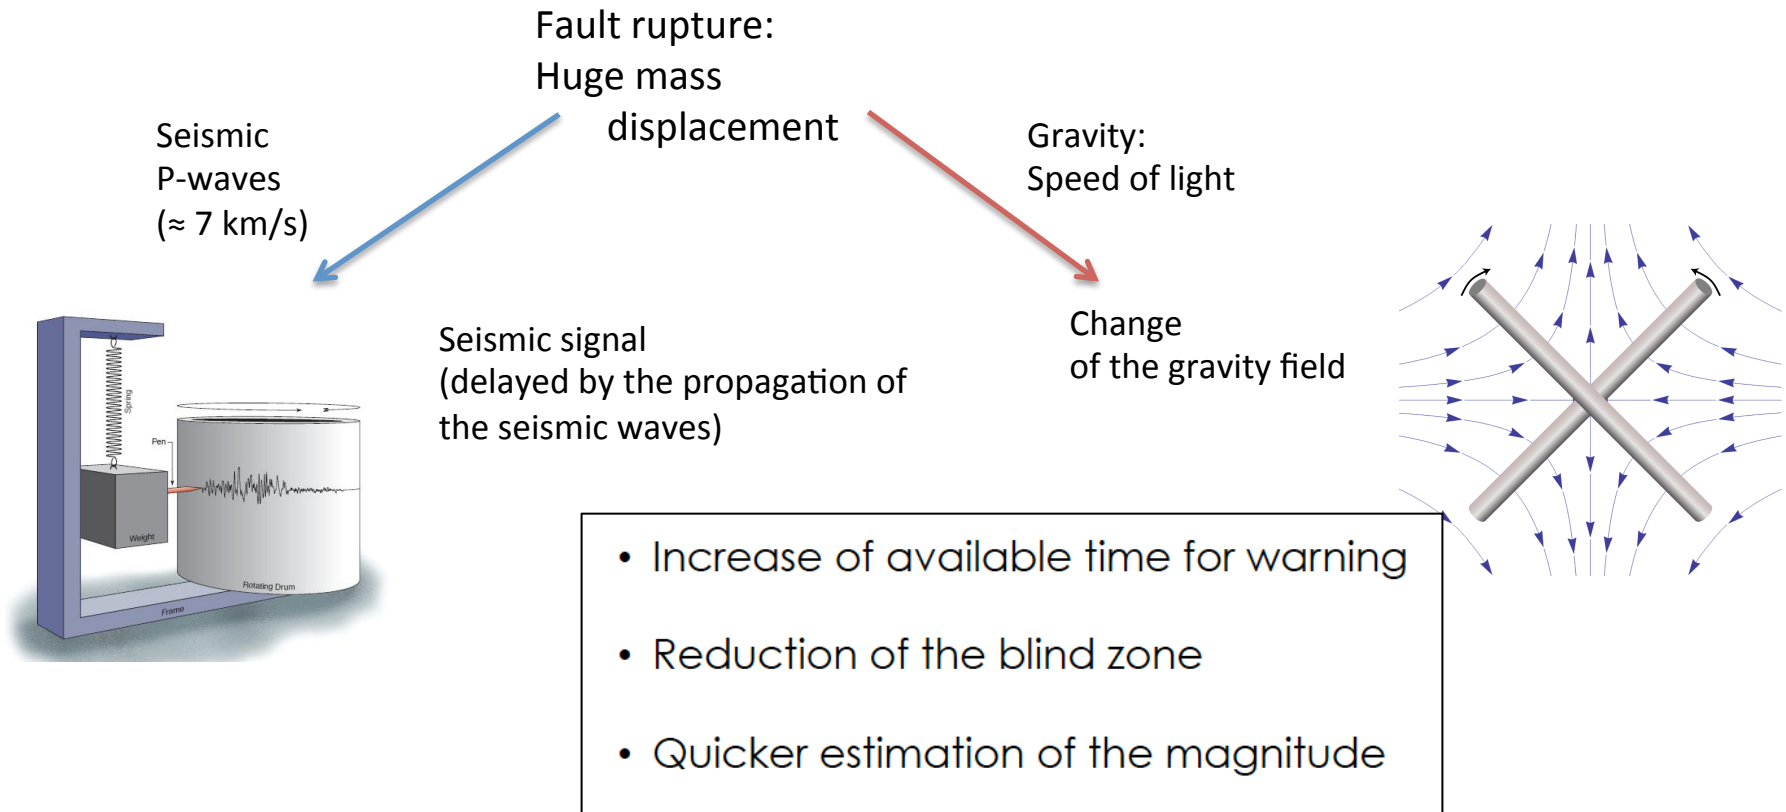 Fault rupture:
Huge mass
displacement
Seismic
P-waves
(≈ 7 km/s)
Gravity:
Speed of light
Seismic signal
(delayed by the propagation of
the seismic waves)
Change
of the gravity field
Spring
Pen
Weight
Rotating Drum
Frame
• Increase of available time for warning
• Reduction of the blind zone
• Quicker estimation of the magnitude